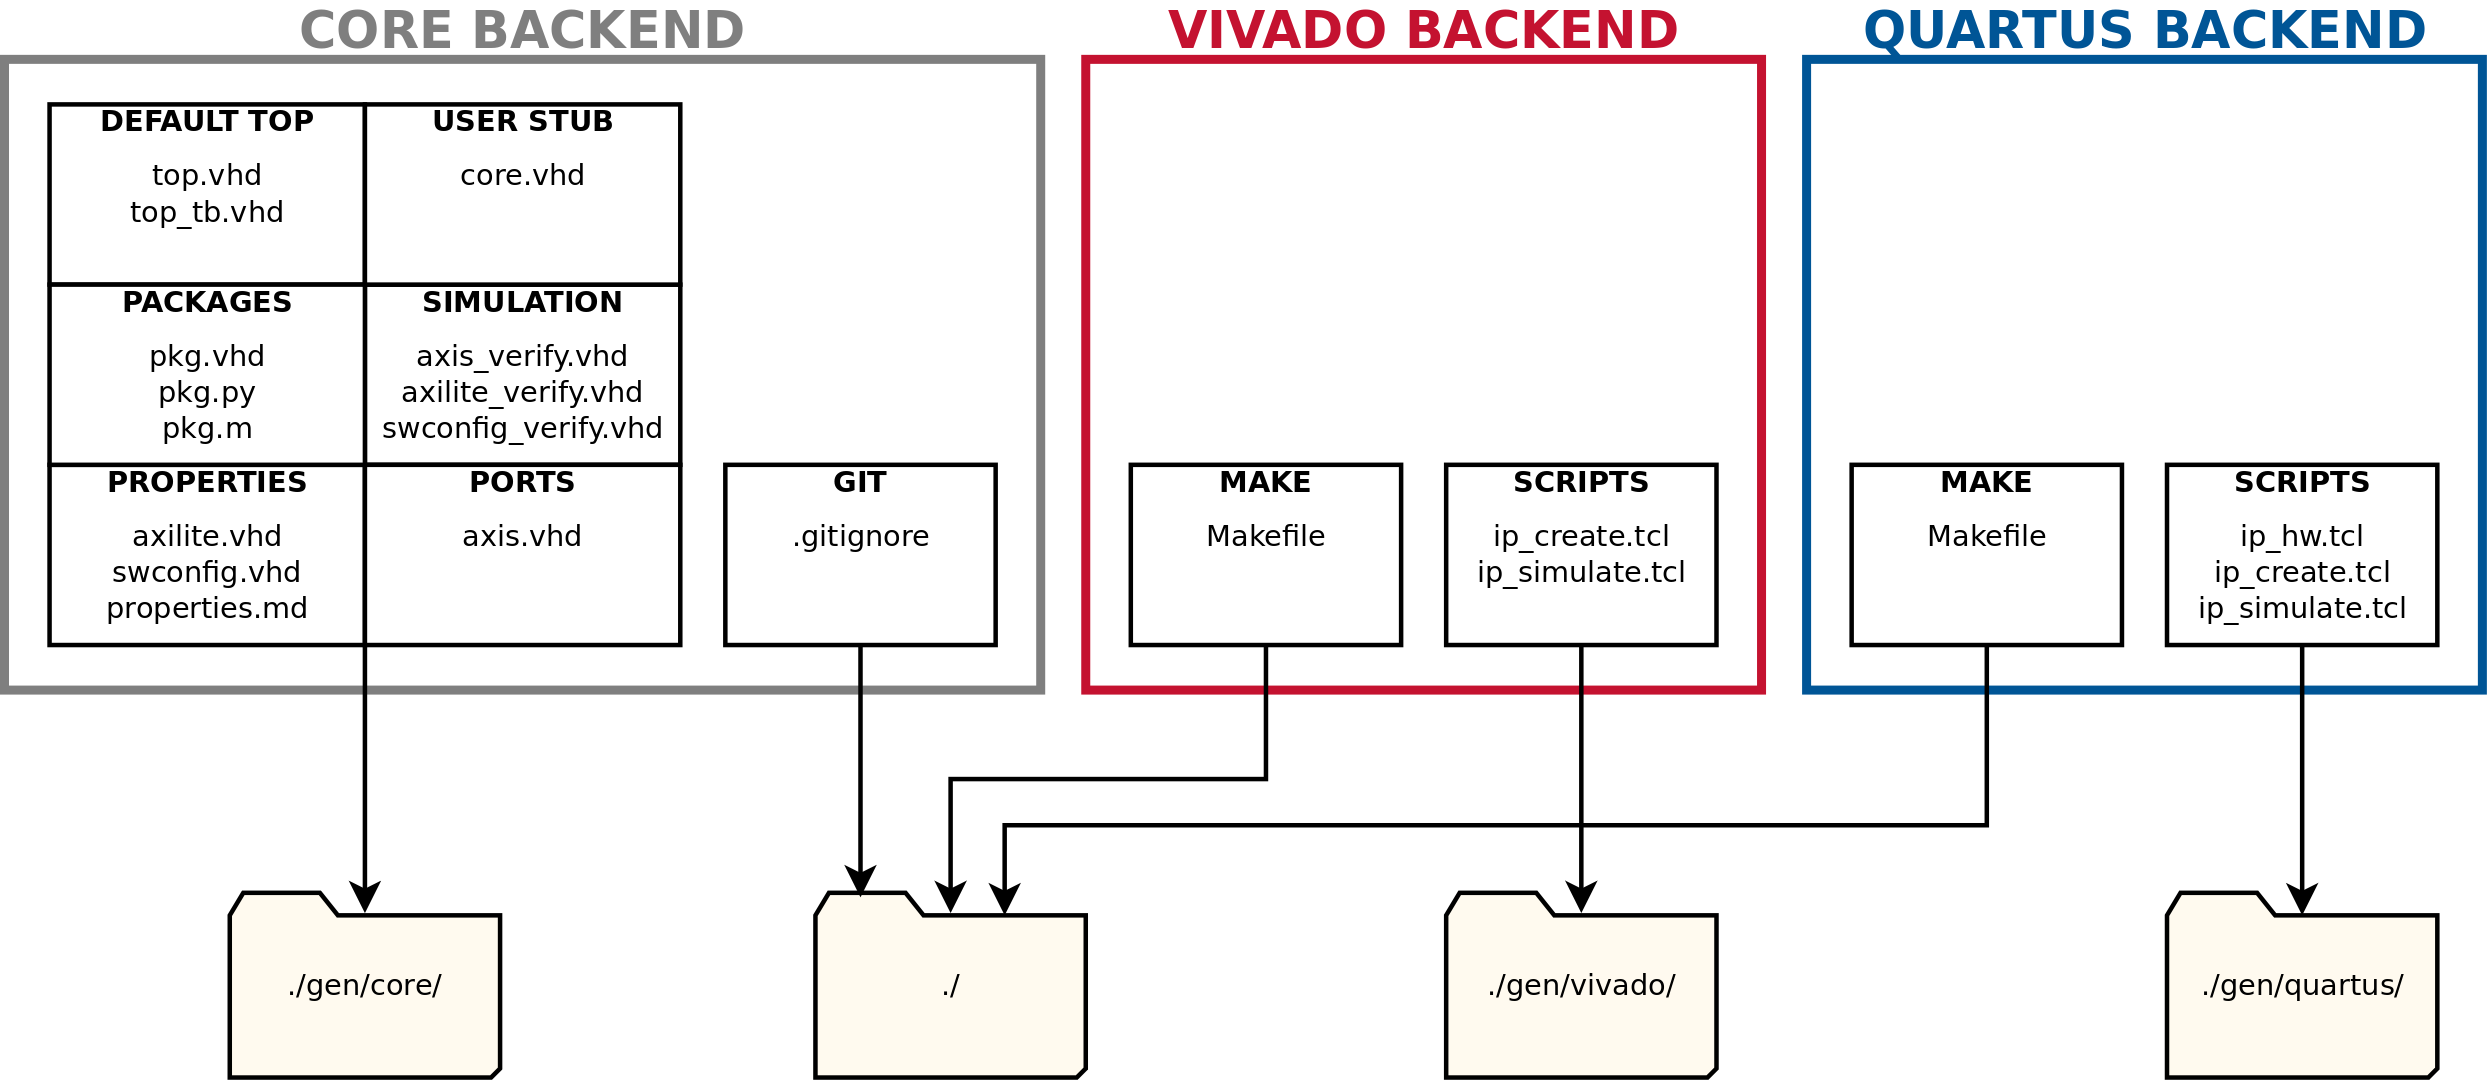 CORE BACKEND
VIVADO BACKEND
QUARTUS BACKEND
DEFAULT TOP
top.vhd
top_tb.vhd
USER STUB
core.vhd
PACKAGES
pkg.vhd
pkg.py
pkg.m
SIMULATION
axis_verify.vhd
axilite_verify.vhd
swconfig_verify.vhd
PROPERTIES
axilite.vhd
swconfig.vhd
properties.md
PORTS
axis.vhd
GIT
.gitignore
MAKE
Makefile
SCRIPTS
ip_create.tcl
ip_simulate.tcl
MAKE
Makefile
SCRIPTS
ip_hw.tcl
ip_create.tcl
ip_simulate.tcl
./gen/core/
./
./gen/vivado/
./gen/quartus/